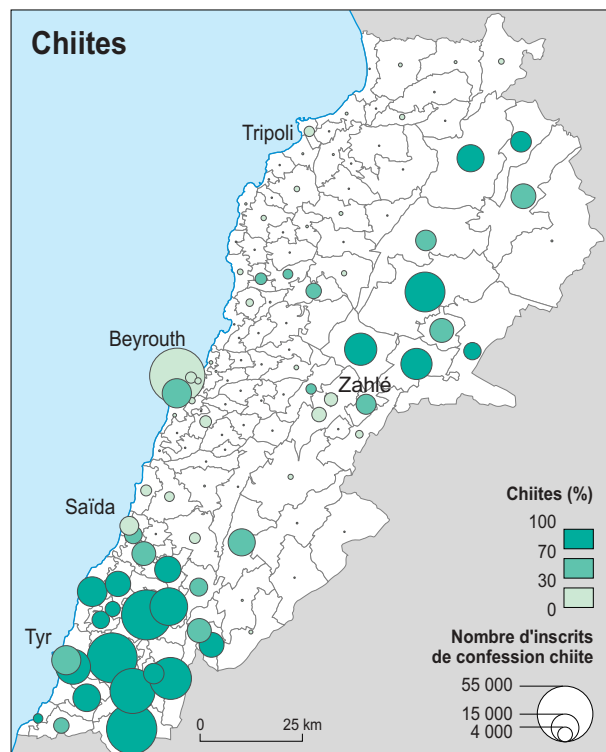 Chiites
Tripoli
Beyrouth
Zahlé
Saïda
Tyr
Chiites (%)
100
70
30
0
Nombre d'inscrits
de confession chiite
55 000
15 000
4 000
0 25 km